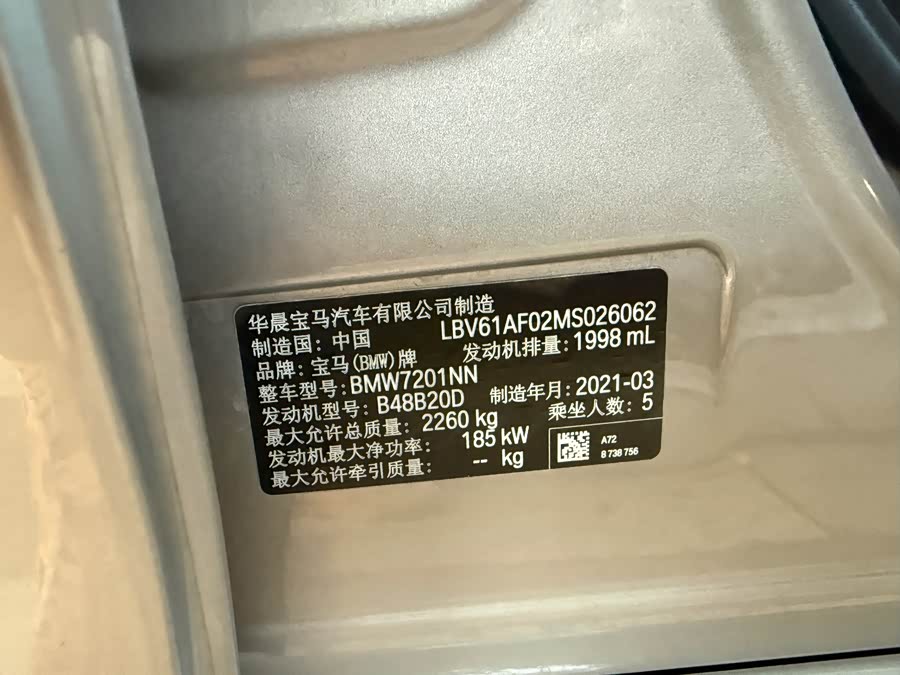 华晨宝马汽车有限公司制造
制造国：中国 LBV61AF02MS026062
品牌：宝马(BMW)牌 发动机排量：1998 mL
整车型号：BMW7201NN
发动机型号：B48B20D 制造年月：2021-03
最大允许总质量：2260 kg 乘坐人数：5
发动机最大净功率：185 kW
最大允许牵引质量：-- kg
A72
8 738 756